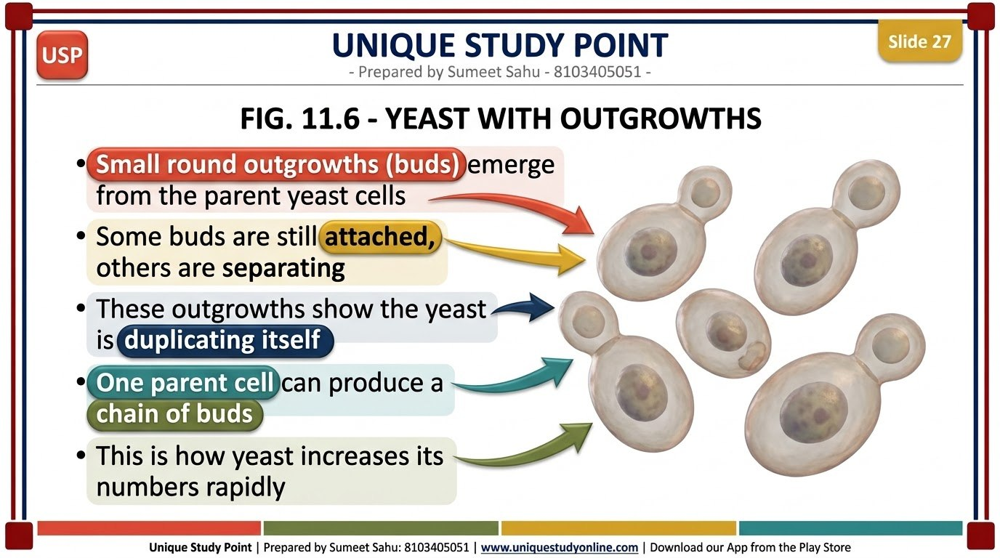 USP
UNIQUE STUDY POINT
- Prepared by Sumeet Sahu - 8103405051 -
Slide 27
FIG. 11.6 - YEAST WITH OUTGROWTHS
• Small round outgrowths (buds) emerge
from the parent yeast cells
• Some buds are still attached,
others are separating
• These outgrowths show the yeast
is duplicating itself
• One parent cell can produce a
chain of buds
• This is how yeast increases its
numbers rapidly
Unique Study Point | Prepared by Sumeet Sahu: 8103405051 | www.uniquestudyonline.com | Download our App from the Play Store